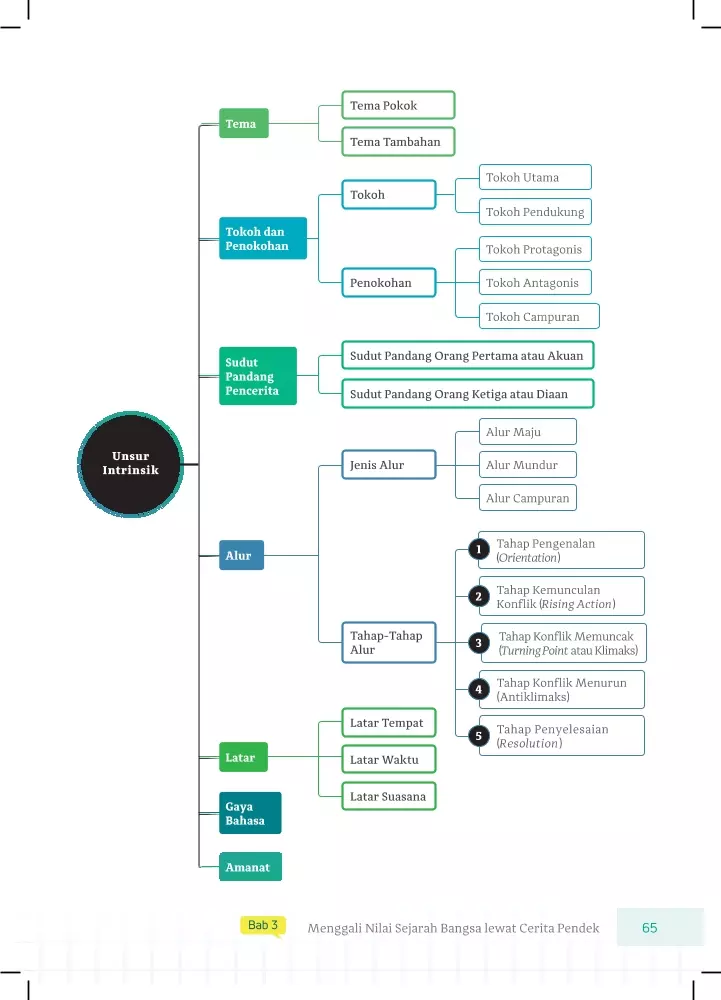 Unsur
Intrinsik
Tema
Tema Pokok
Tema Tambahan
Tokoh dan
Penokohan
Tokoh
Tokoh Utama
Tokoh Pendukung
Penokohan
Tokoh Protagonis
Tokoh Antagonis
Tokoh Campuran
Sudut
Pandang
Pencerita
Sudut Pandang Orang Pertama atau Akuan
Sudut Pandang Orang Ketiga atau Diaan
Alur
Jenis Alur
Alur Maju
Alur Mundur
Alur Campuran
Tahap-Tahap
Alur
1 Tahap Pengenalan
(Orientation)
2 Tahap Kemunculan
Konflik (Rising Action)
3 Tahap Konflik Memuncak
(Turning Point atau Klimaks)
4 Tahap Konflik Menurun
(Antiklimaks)
5 Tahap Penyelesaian
(Resolution)
Latar
Latar Tempat
Latar Waktu
Latar Suasana
Gaya
Bahasa
Amanat
Bab 3 Menggali Nilai Sejarah Bangsa lewat Cerita Pendek 65